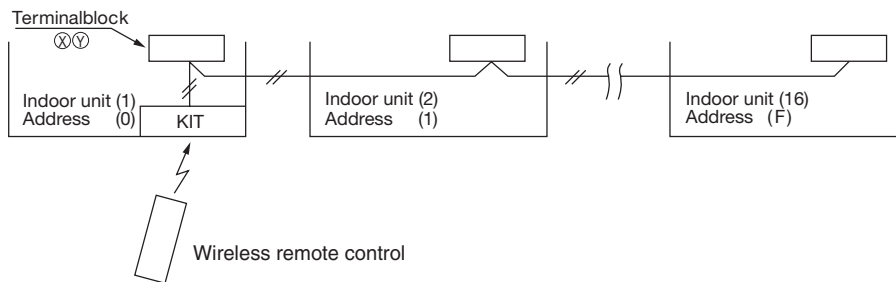 Terminalblock
ⓍⓎ
Indoor unit (1)
Address (0)
KIT
Indoor unit (2)
Address (1)
Indoor unit (16)
Address (F)
Wireless remote control